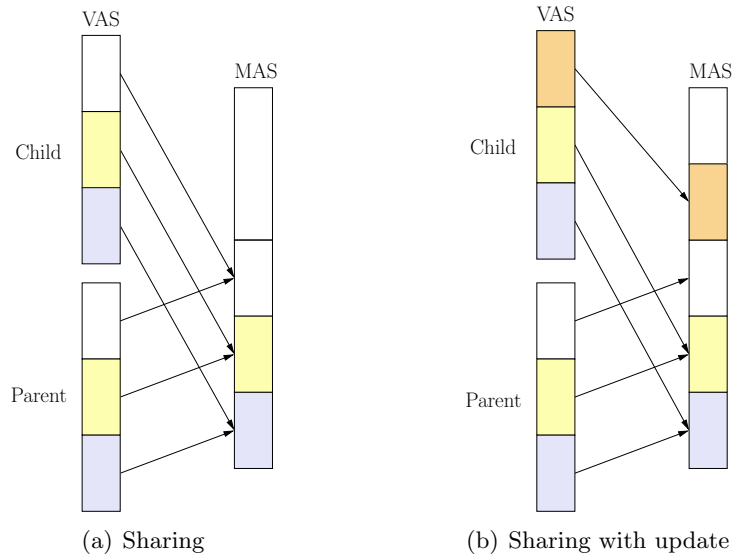 VAS
MAS
Child
Parent
(a) Sharing
VAS
MAS
Child
Parent
(b) Sharing with update